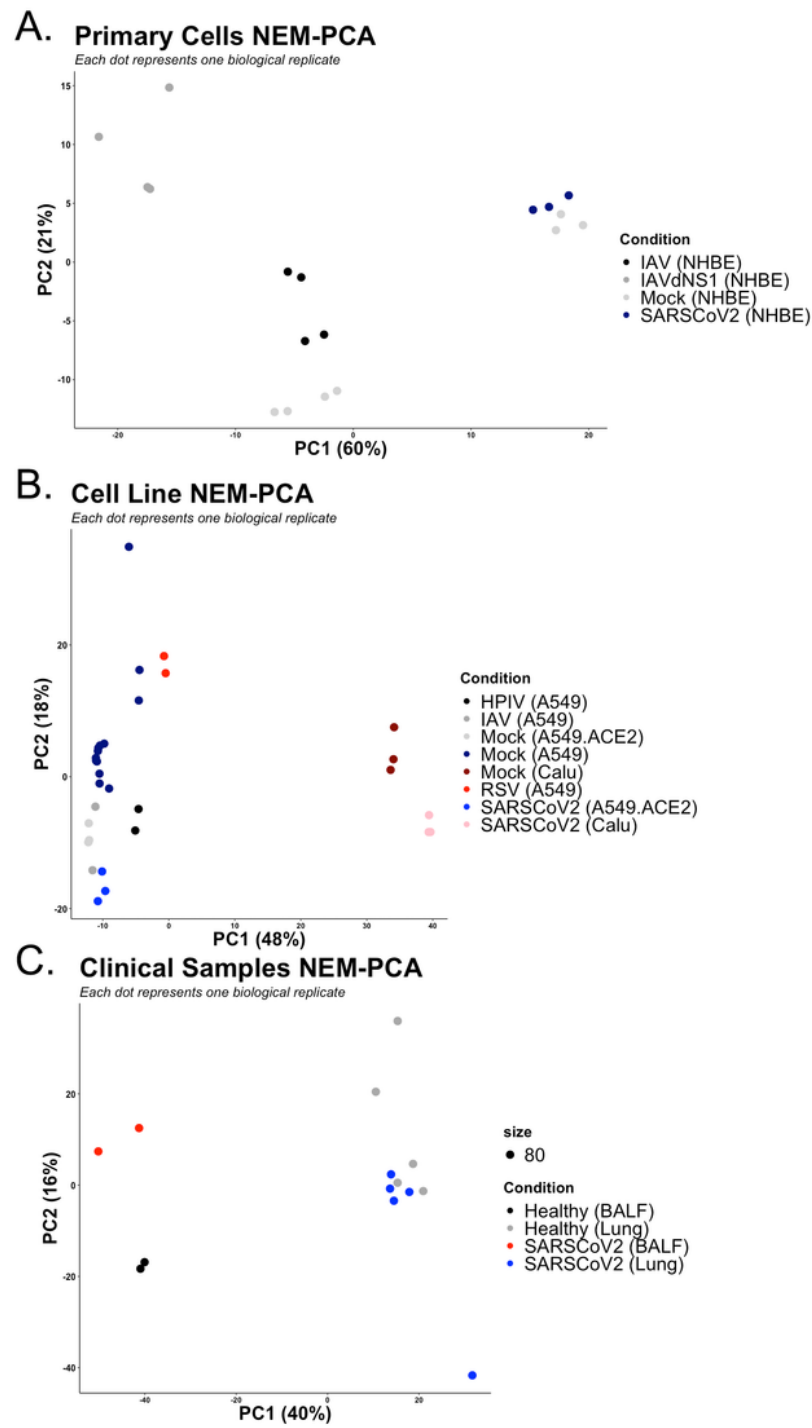 A. Primary Cells NEM-PCA
Each dot represents one biological replicate
15
10
5
0
-5
-10
PC2 (21%)
-20 -10 0 10 20
PC1 (60%)
Condition
IAV (NHBE)
IAVdNS1 (NHBE)
Mock (NHBE)
SARSCoV2 (NHBE)
B. Cell Line NEM-PCA
Each dot represents one biological replicate
20
0
-20
PC2 (18%)
-10 0 10 20 30 40
PC1 (48%)
Condition
HPIV (A549)
IAV (A549)
Mock (A549.ACE2)
Mock (A549)
Mock (Calu)
RSV (A549)
SARSCoV2 (A549.ACE2)
SARSCoV2 (Calu)
C. Clinical Samples NEM-PCA
Each dot represents one biological replicate
20
0
-20
-40
PC2 (16%)
-40 -20 0 20
PC1 (40%)
size
80
Condition
Healthy (BALF)
Healthy (Lung)
SARSCoV2 (BALF)
SARSCoV2 (Lung)